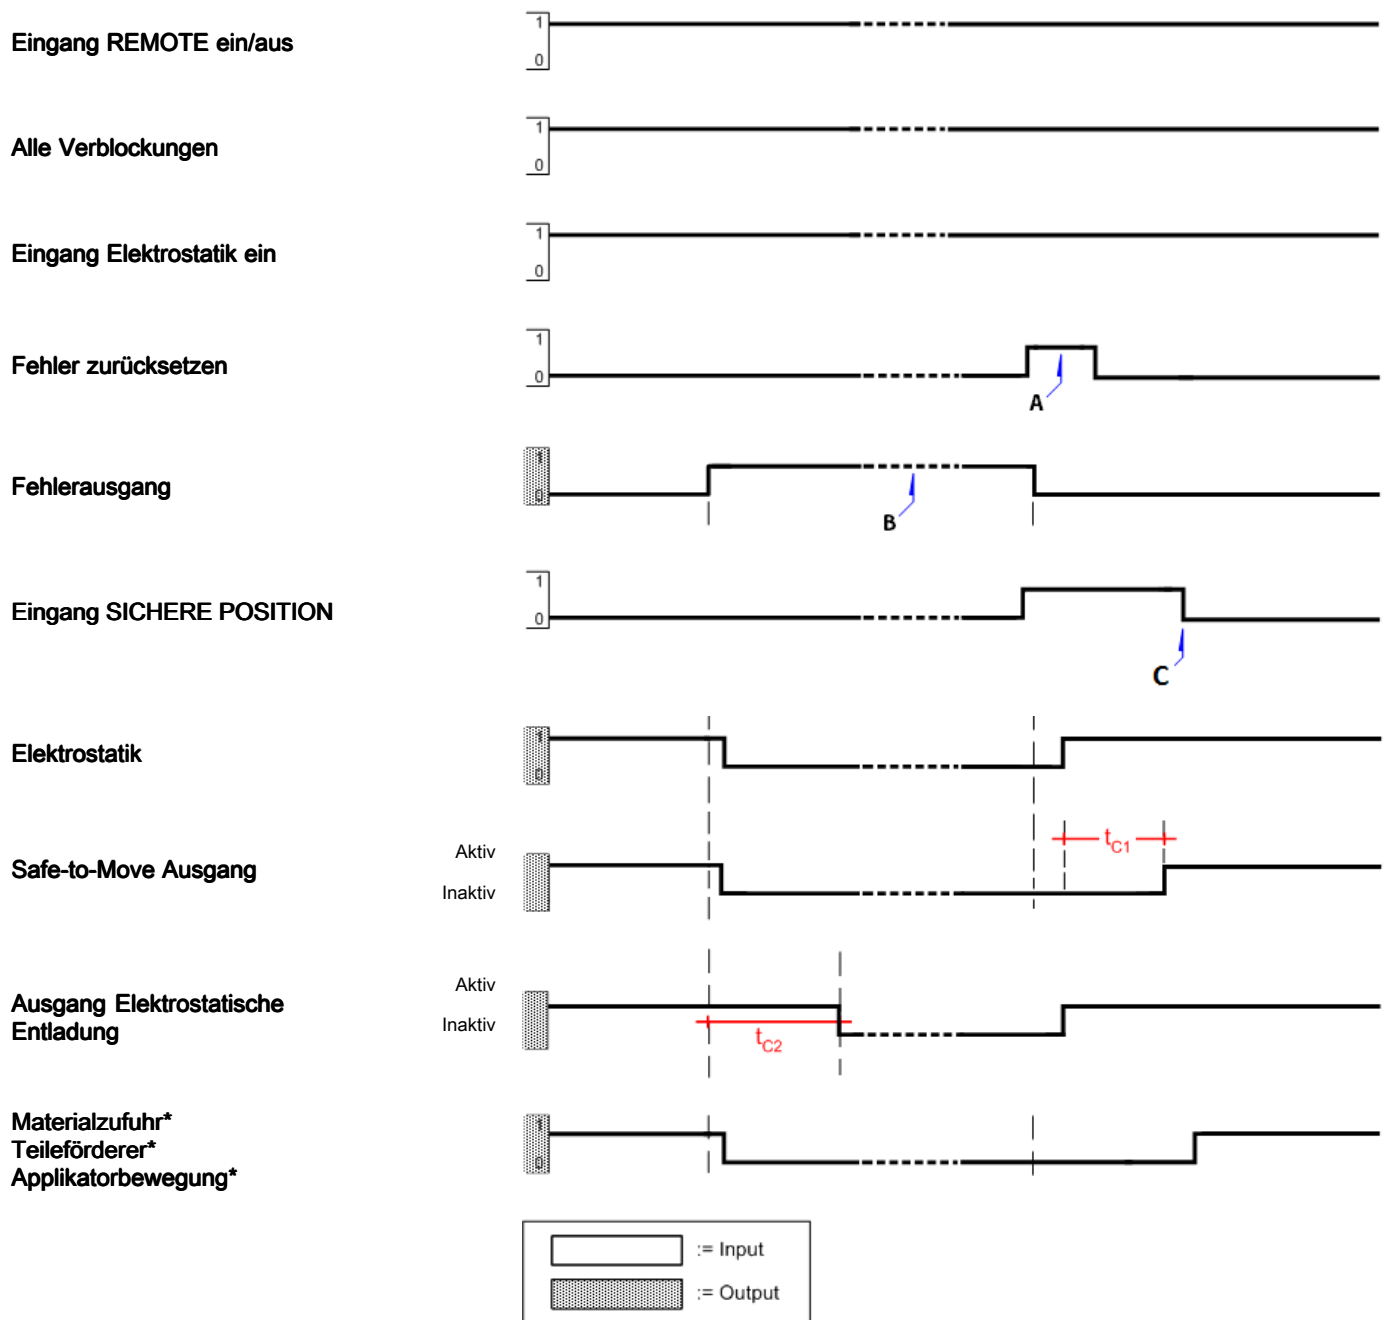 Eingang REMOTE ein/aus
1
0
Alle Verblockungen
1
0
Eingang Elektrostatik ein
1
0
Fehler zurücksetzen
1
0
A
Fehlerausgang
1
0
B
Eingang SICHERE POSITION
1
0
C
Elektrostatik
1
0
Safe-to-Move Ausgang
Aktiv
Inaktiv
tC1
Ausgang Elektrostatische
Entladung
Aktiv
Inaktiv
tC2
Materialzufuhr*
Teileförderer*
Applikatorbewegung*
1
0
:= Input
:= Output